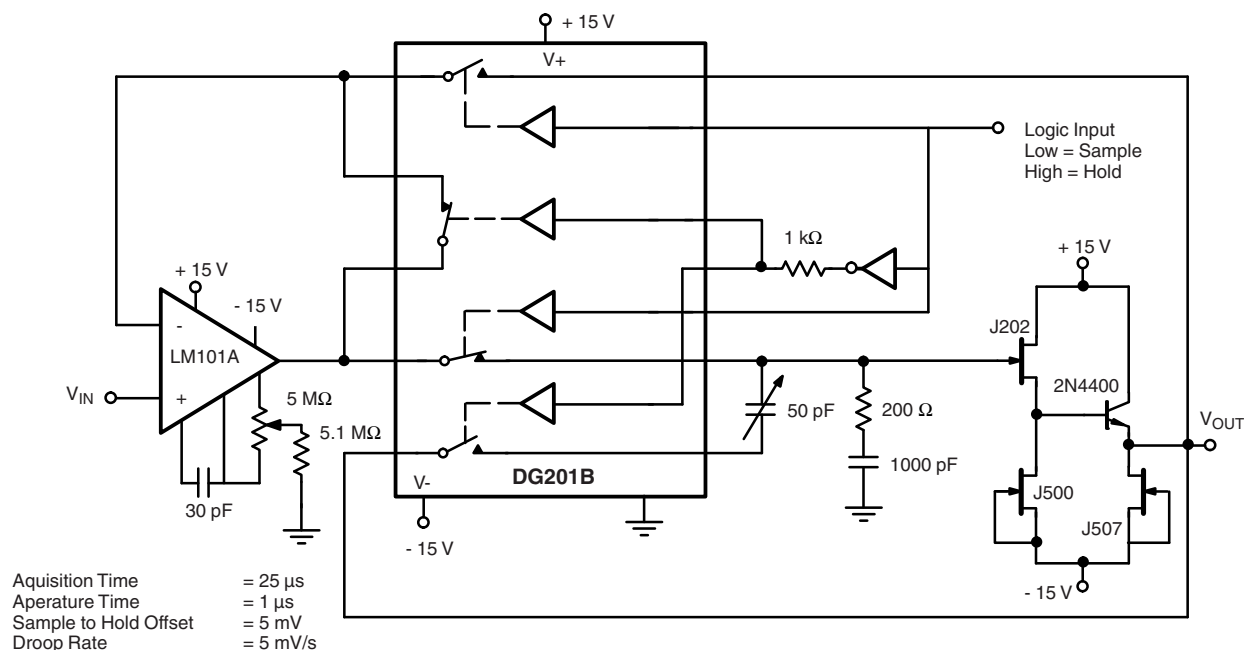 + 15 V
V+
Logic Input
Low = Sample
High = Hold
1 kΩ
+ 15 V
+ 15 V
- 15 V
J202
-
LM101A
2N4400
VIN
+
5 MΩ
50 pF
200 Ω
VOUT
5.1 MΩ
1000 pF
DG201B
V-
J500
30 pF
J507
- 15 V
- 15 V
Aquisition Time = 25 µs
Aperature Time = 1 µs
Sample to Hold Offset = 5 mV
Droop Rate = 5 mV/s